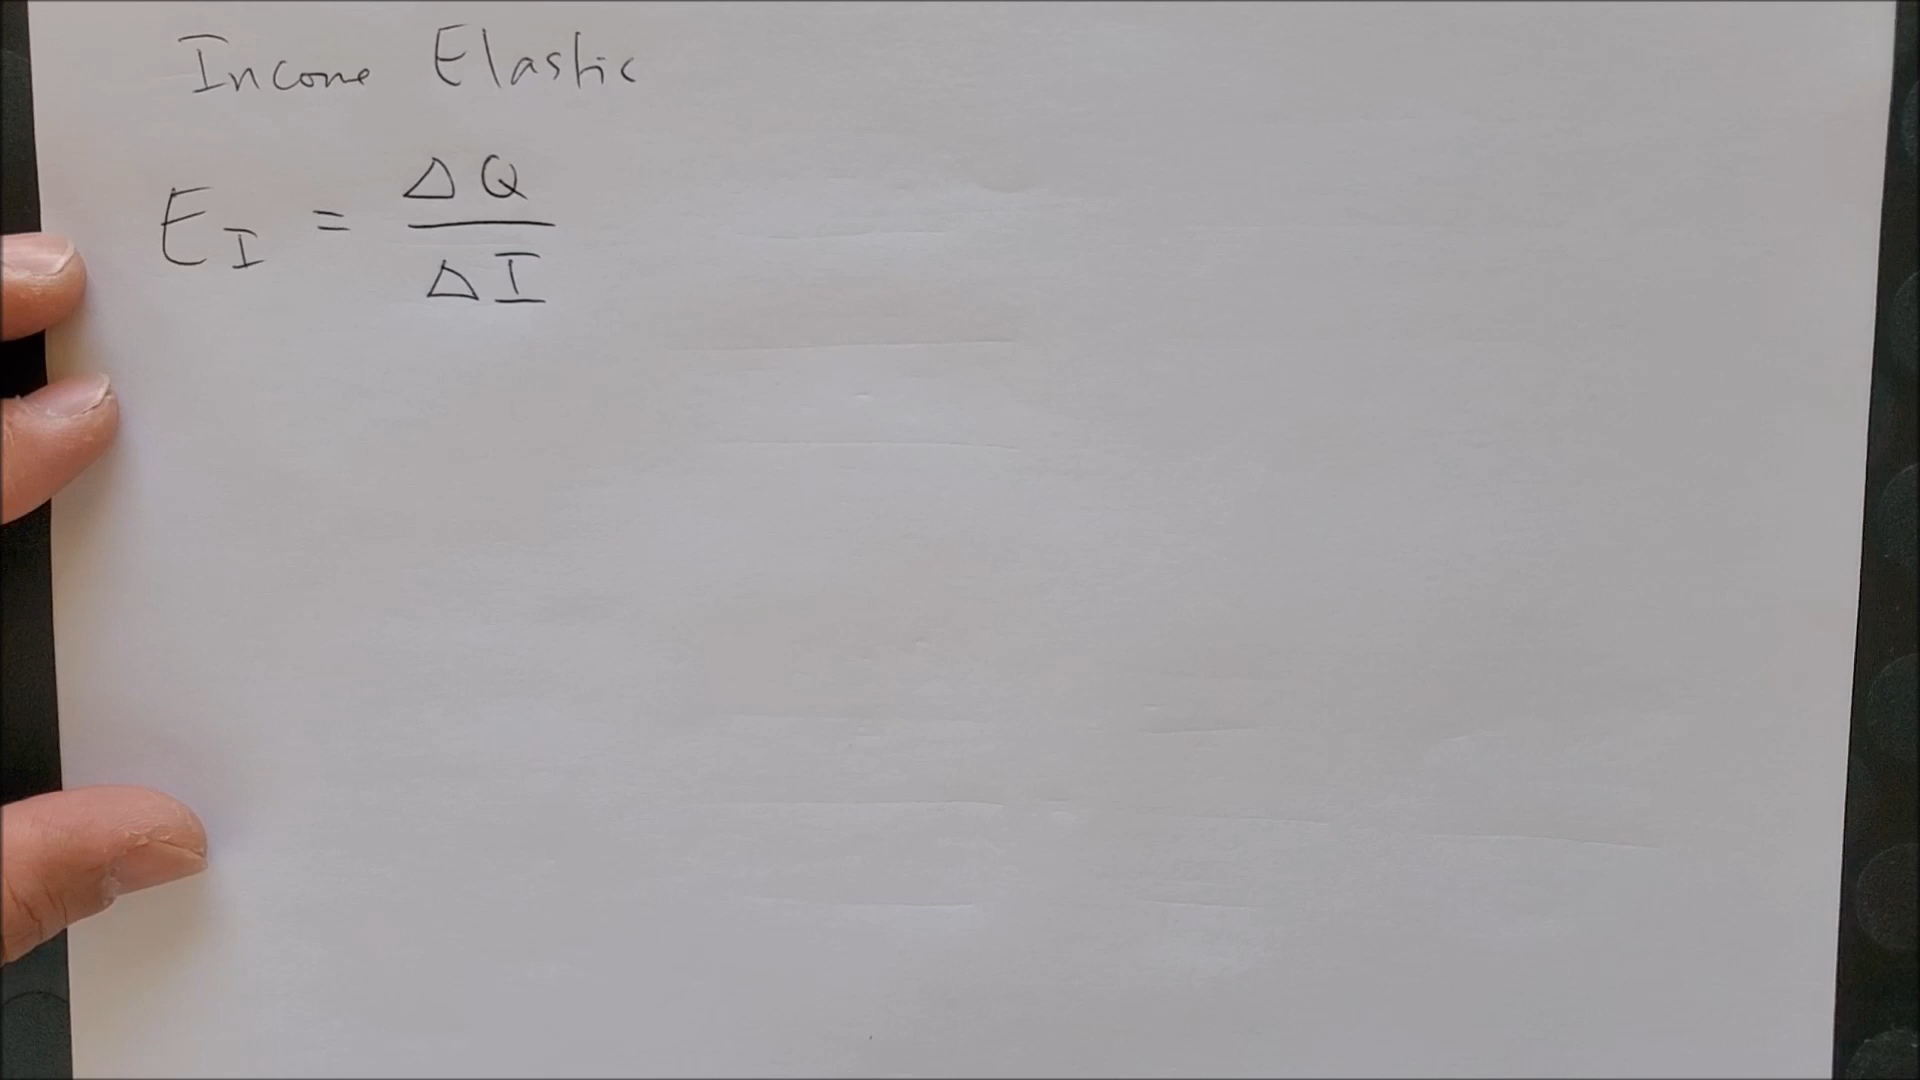 Income Elastic
E_I = ΔQ / ΔI